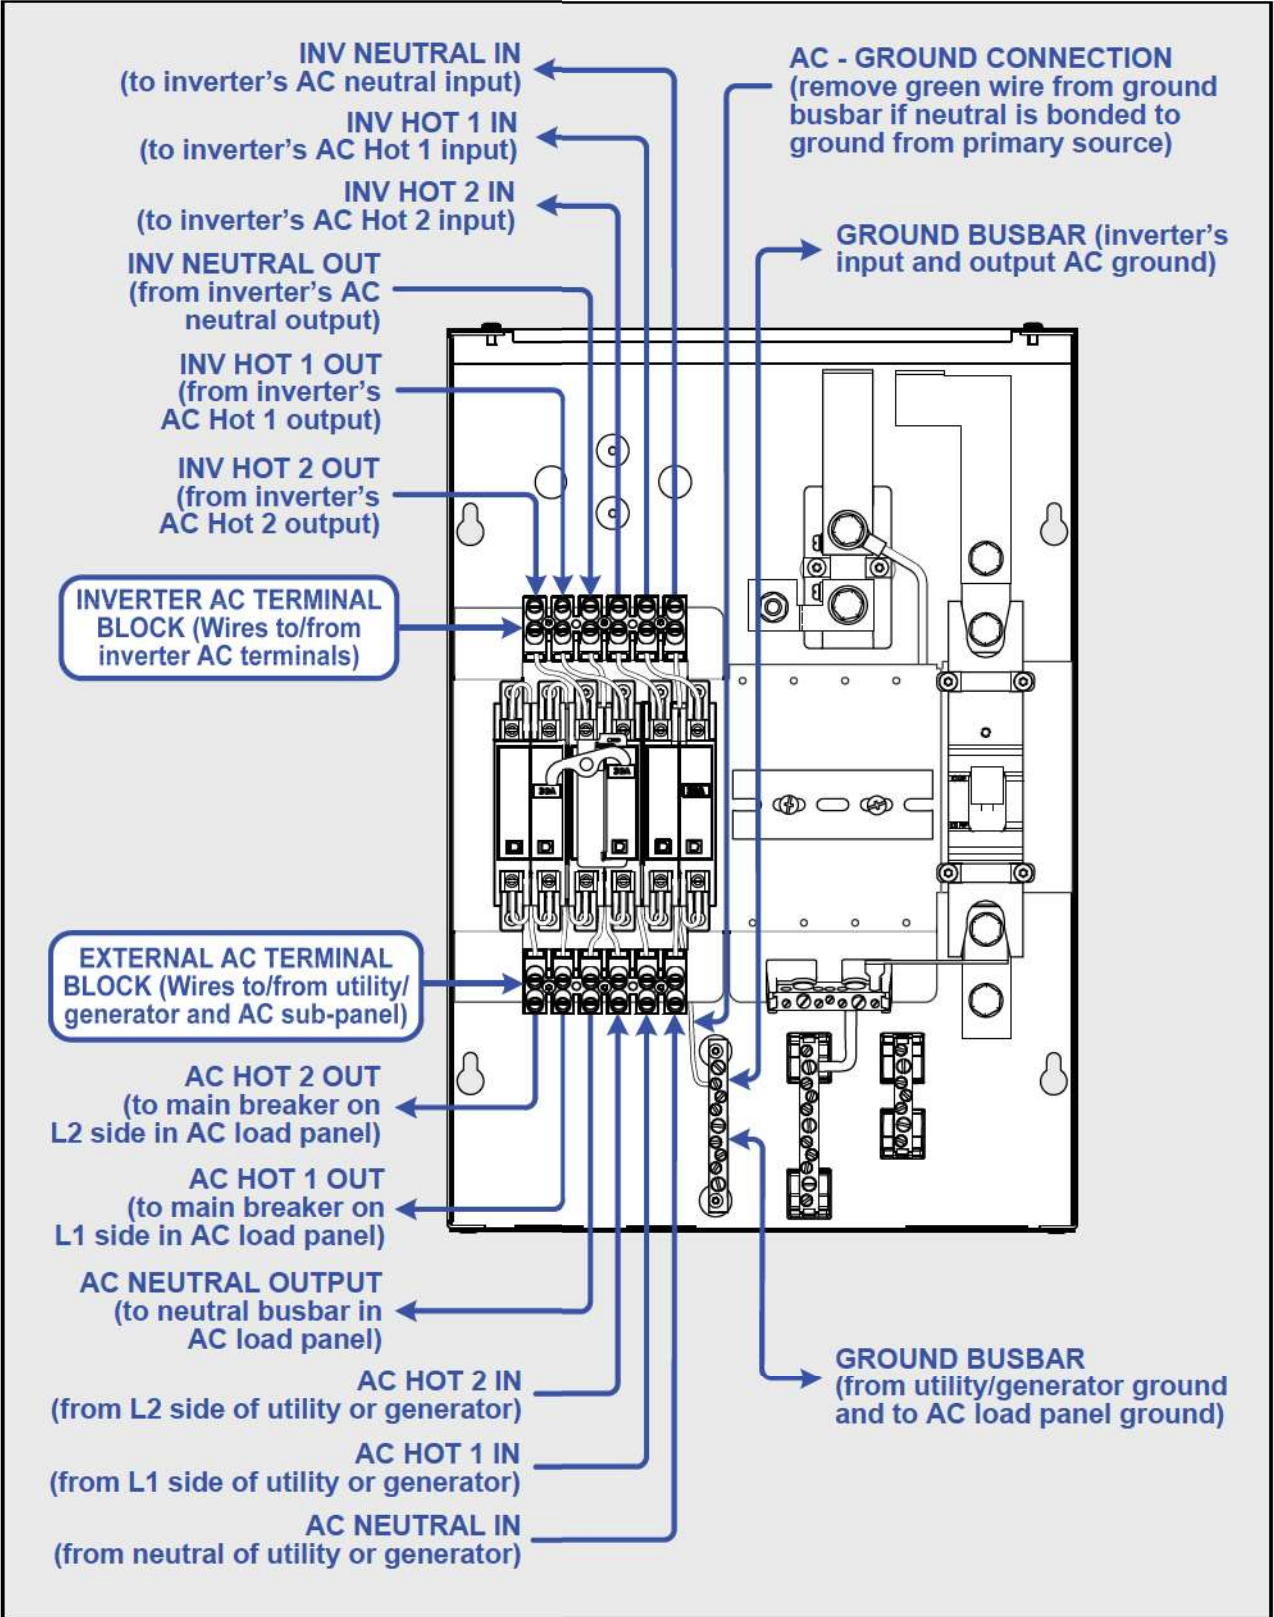 INV NEUTRAL IN
(to inverter's AC neutral input)
INV HOT 1 IN
(to inverter's AC Hot 1 input)
INV HOT 2 IN
(to inverter's AC Hot 2 input)
INV NEUTRAL OUT
(from inverter's AC
neutral output)
INV HOT 1 OUT
(from inverter's
AC Hot 1 output)
INV HOT 2 OUT
(from inverter's
AC Hot 2 output)
INVERTER AC TERMINAL
BLOCK (Wires to/from
inverter AC terminals)
EXTERNAL AC TERMINAL
BLOCK (Wires to/from utility/
generator and AC sub-panel)
AC HOT 2 OUT
(to main breaker on
L2 side in AC load panel)
AC HOT 1 OUT
(to main breaker on
L1 side in AC load panel)
AC NEUTRAL OUTPUT
(to neutral busbar in
AC load panel)
AC HOT 2 IN
(from L2 side of utility or generator)
AC HOT 1 IN
(from L1 side of utility or generator)
AC NEUTRAL IN
(from neutral of utility or generator)
AC - GROUND CONNECTION
(remove green wire from ground
busbar if neutral is bonded to
ground from primary source)
GROUND BUSBAR (inverter's
input and output AC ground)
30A
30A
GROUND BUSBAR
(from utility/generator ground
and to AC load panel ground)